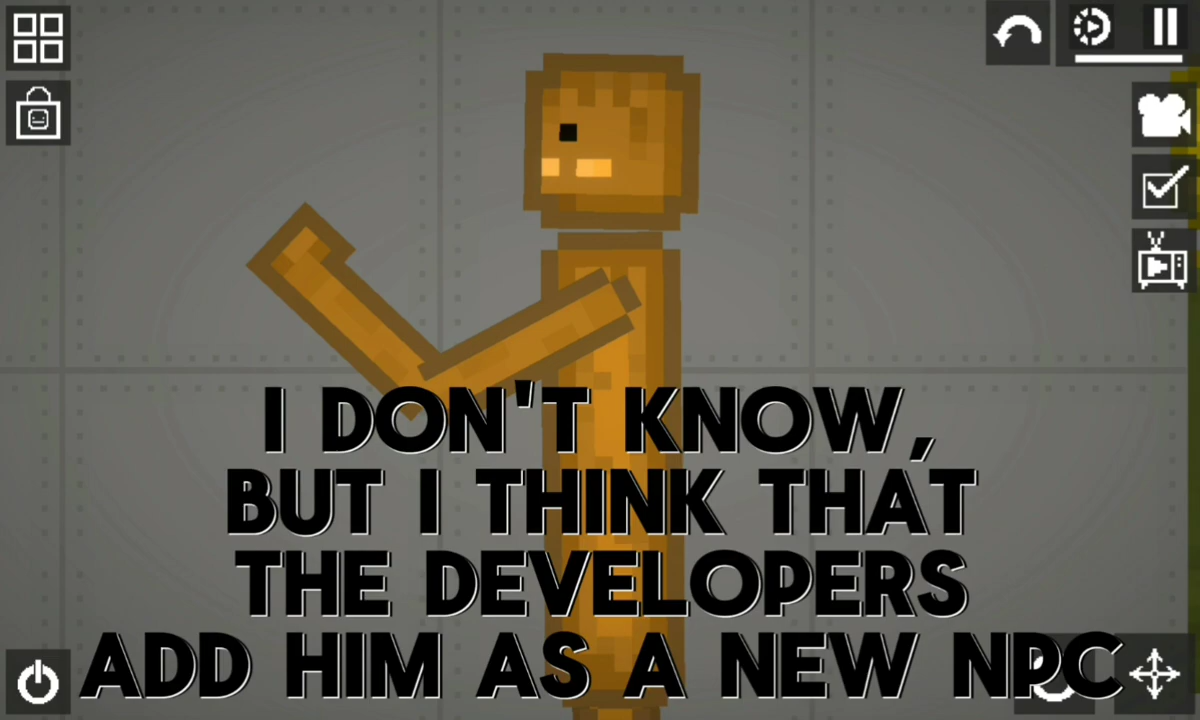 I DON'T KNOW,
BUT I THINK THAT
THE DEVELOPERS
ADD HIM AS A NEW NPC